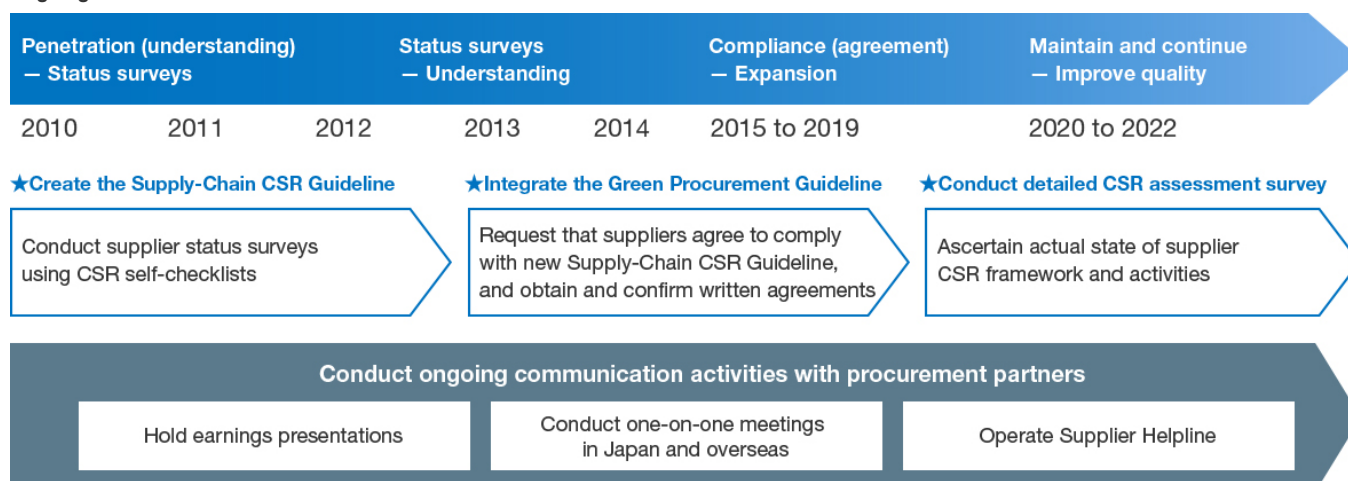 Penetration (understanding)
— Status surveys
Status surveys
— Understanding
Compliance (agreement)
— Expansion
Maintain and continue
— Improve quality
2010
2011
2012
2013
2014
2015 to 2019
2020 to 2022
★Create the Supply-Chain CSR Guideline
Conduct supplier status surveys
using CSR self-checklists
★Integrate the Green Procurement Guideline
Request that suppliers agree to comply
with new Supply-Chain CSR Guideline,
and obtain and confirm written agreements
★Conduct detailed CSR assessment survey
Ascertain actual state of supplier
CSR framework and activities
Conduct ongoing communication activities with procurement partners
Hold earnings presentations
Conduct one-on-one meetings
in Japan and overseas
Operate Supplier Helpline